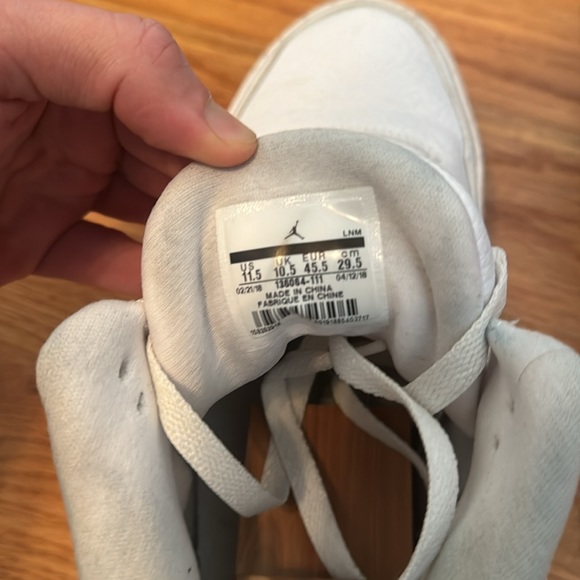 LNM
US UK EUR cm
11.5 10.5 45.5 29.5
02/21/18 136064-111 04/12/18
MADE IN CHINA
FABRIQUE EN CHINE